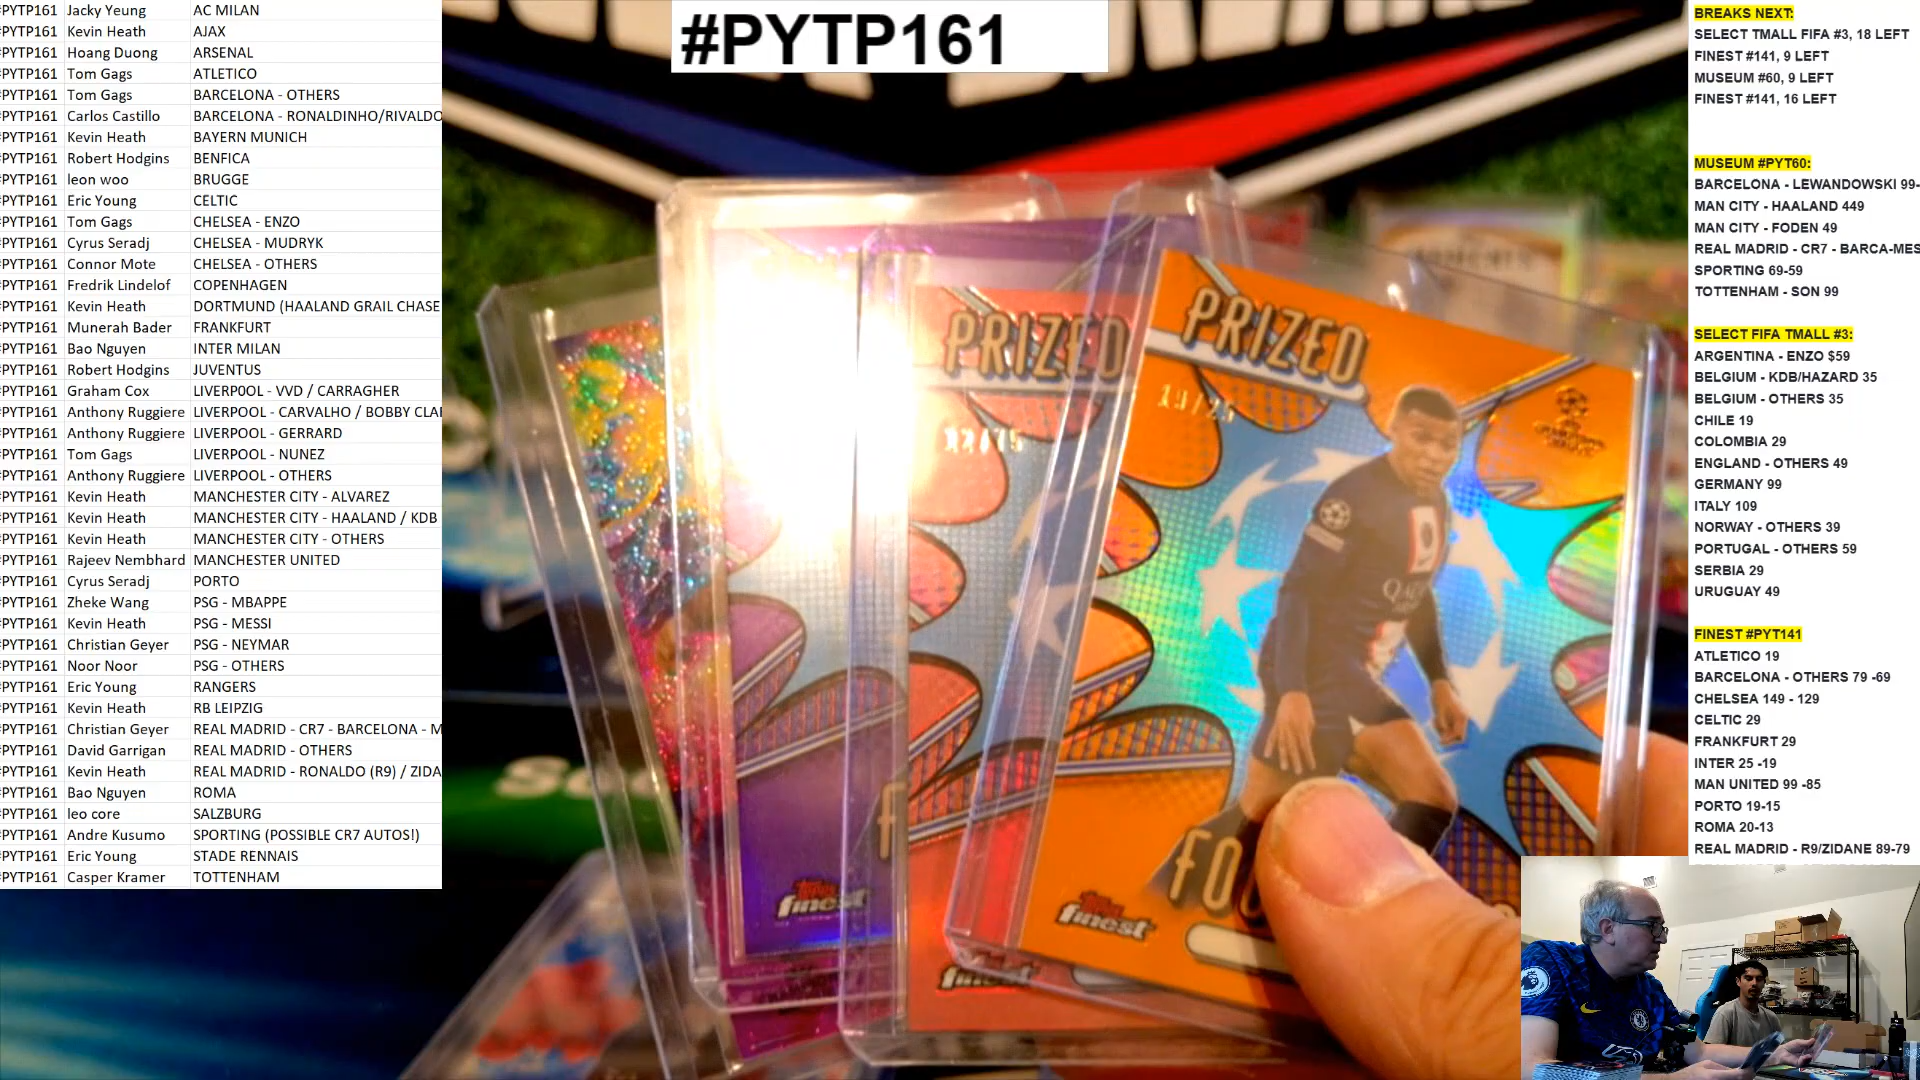 #PYTP161
#PYTP161 Jacky Yeung AC MILAN
#PYTP161 Kevin Heath AJAX
#PYTP161 Hoang Duong ARSENAL
#PYTP161 Tom Gags ATLETICO
#PYTP161 Tom Gags BARCELONA - OTHERS
#PYTP161 Carlos Castillo BARCELONA - RONALDINHO/RIVALDO
#PYTP161 Kevin Heath BAYERN MUNICH
#PYTP161 Robert Hodgins BENFICA
#PYTP161 leon woo BRUGGE
#PYTP161 Eric Young CELTIC
#PYTP161 Tom Gags CHELSEA - ENZO
#PYTP161 Cyrus Seradj CHELSEA - MUDRYK
#PYTP161 Connor Mote CHELSEA - OTHERS
#PYTP161 Fredrik Lindelof COPENHAGEN
#PYTP161 Kevin Heath DORTMUND (HAALAND GRAIL CHASE
#PYTP161 Munerah Bader FRANKFURT
#PYTP161 Bao Nguyen INTER MILAN
#PYTP161 Robert Hodgins JUVENTUS
#PYTP161 Graham Cox LIVERP0OL - VVD / CARRAGHER
#PYTP161 Anthony Ruggiere LIVERPOOL - CARVALHO / BOBBY CLA
#PYTP161 Anthony Ruggiere LIVERPOOL - GERRARD
#PYTP161 Tom Gags LIVERPOOL - NUNEZ
#PYTP161 Anthony Ruggiere LIVERPOOL - OTHERS
#PYTP161 Kevin Heath MANCHESTER CITY - ALVAREZ
#PYTP161 Kevin Heath MANCHESTER CITY - HAALAND / KDB
#PYTP161 Kevin Heath MANCHESTER CITY - OTHERS
#PYTP161 Rajeev Nembhard MANCHESTER UNITED
#PYTP161 Cyrus Seradj PORTO
#PYTP161 Zheke Wang PSG - MBAPPE
#PYTP161 Kevin Heath PSG - MESSI
#PYTP161 Christian Geyer PSG - NEYMAR
#PYTP161 Noor Noor PSG - OTHERS
#PYTP161 Eric Young RANGERS
#PYTP161 Kevin Heath RB LEIPZIG
#PYTP161 Christian Geyer REAL MADRID - CR7 - BARCELONA - M
#PYTP161 David Garrigan REAL MADRID - OTHERS
#PYTP161 Kevin Heath REAL MADRID - RONALDO (R9) / ZIDA
#PYTP161 Bao Nguyen ROMA
#PYTP161 leo core SALZBURG
#PYTP161 Andre Kusumo SPORTING (POSSIBLE CR7 AUTOS!)
#PYTP161 Eric Young STADE RENNAIS
#PYTP161 Casper Kramer TOTTENHAM
PRIZED
PRIZED
Topps finest
finest
Topps finest
FO
BREAKS NEXT:
SELECT TMALL FIFA #3, 18 LEFT
FINEST #141, 9 LEFT
MUSEUM #60, 9 LEFT
FINEST #141, 16 LEFT
MUSEUM #PYT60:
BARCELONA - LEWANDOWSKI 99-
MAN CITY - HAALAND 449
MAN CITY - FODEN 49
REAL MADRID - CR7 - BARCA-MES
SPORTING 69-59
TOTTENHAM - SON 99
SELECT FIFA TMALL #3:
ARGENTINA - ENZO $59
BELGIUM - KDB/HAZARD 35
BELGIUM - OTHERS 35
CHILE 19
COLOMBIA 29
ENGLAND - OTHERS 49
GERMANY 99
ITALY 109
NORWAY - OTHERS 39
PORTUGAL - OTHERS 59
SERBIA 29
URUGUAY 49
FINEST #PYT141
ATLETICO 19
BARCELONA - OTHERS 79 -69
CHELSEA 149 - 129
CELTIC 29
FRANKFURT 29
INTER 25 -19
MAN UNITED 99 -85
PORTO 19-15
ROMA 20-13
REAL MADRID - R9/ZIDANE 89-79